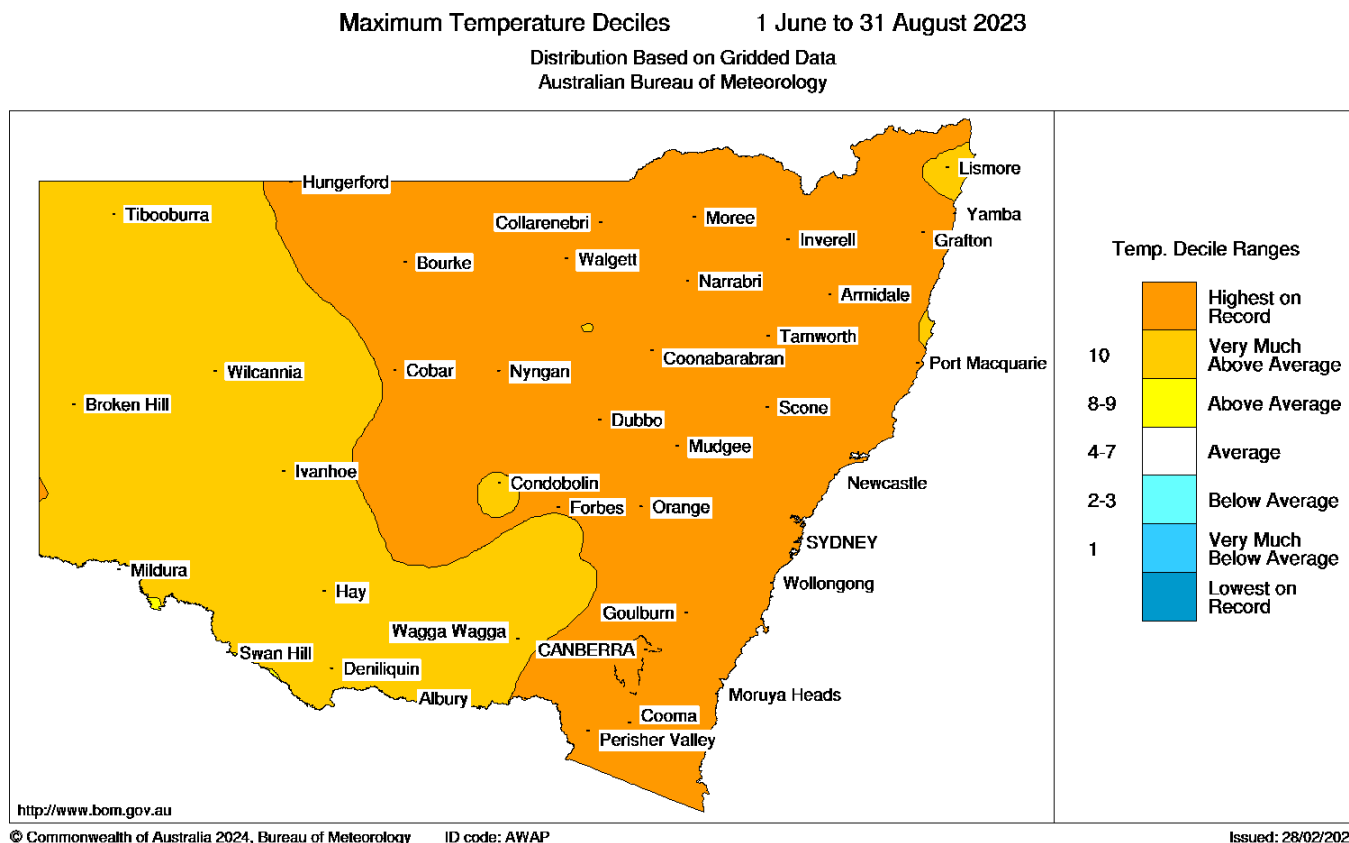 Maximum Temperature Deciles 1 June to 31 August 2023
Distribution Based on Gridded Data
Australian Bureau of Meteorology
Lismore
Hungerford
Tibooburra
Collarenebri
Moree
Yamba
Inverell
Grafton
Bourke
Walgett
Narrabri
Armidale
Tamworth
Coonabarabran
Port Macquarie
Wilcannia
Cobar
Nyngan
Broken Hill
Scone
Dubbo
Mudgee
Ivanhoe
Condobolin
Newcastle
Forbes
Orange
SYDNEY
Mildura
Wollongong
Hay
Goulburn
Wagga Wagga
CANBERRA
Swan Hill
Deniliquin
Albury
Moruya Heads
Cooma
Perisher Valley
Temp. Decile Ranges
Highest on
Record
10 Very Much
Above Average
8-9 Above Average
4-7 Average
2-3 Below Average
1 Very Much
Below Average
Lowest on
Record
http://www.bom.gov.au
© Commonwealth of Australia 2024, Bureau of Meteorology ID code: AWAP Issued: 28/02/202